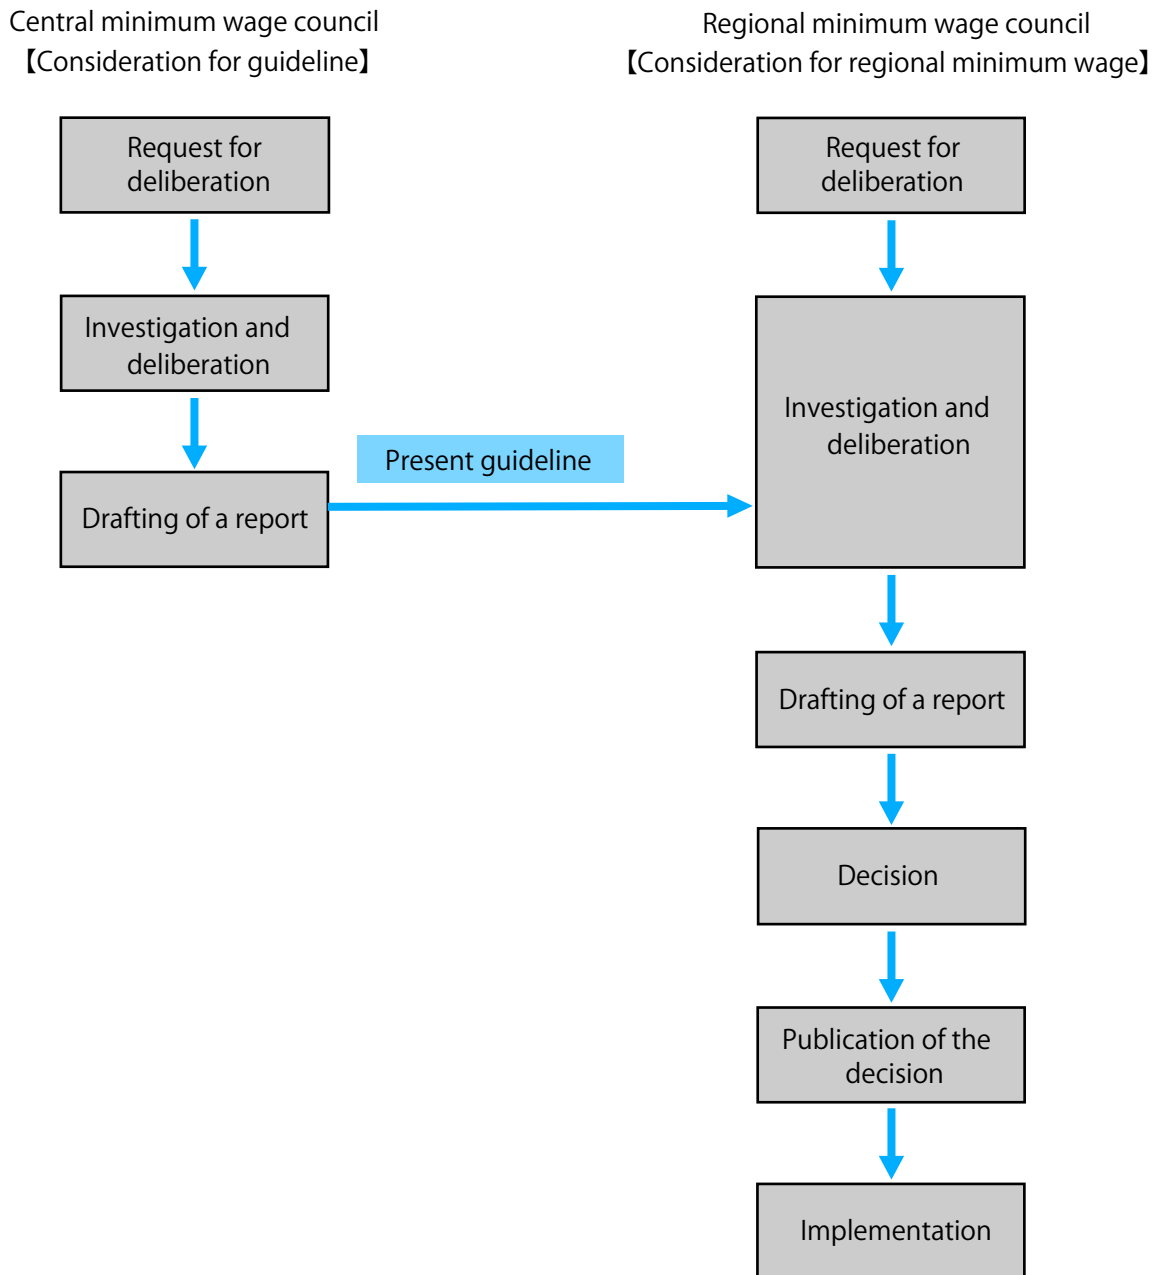 Central minimum wage council
【Consideration for guideline】
Request for
deliberation
Investigation and
deliberation
Drafting of a report
Present guideline
Regional minimum wage council
【Consideration for regional minimum wage】
Request for
deliberation
Investigation and
deliberation
Drafting of a report
Decision
Publication of the
decision
Implementation